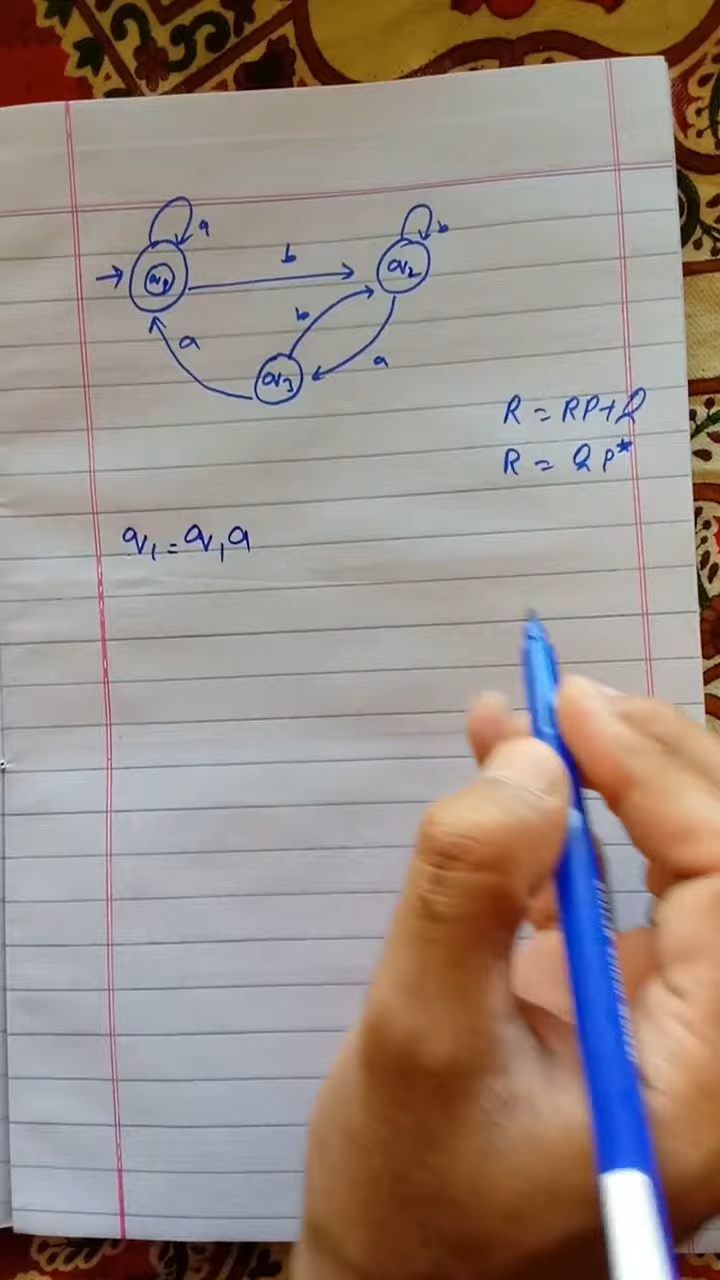 a
b
b
→ q1
q2
b
a
a
q3
R = RP+Q
R = QP*
q1 = q1a